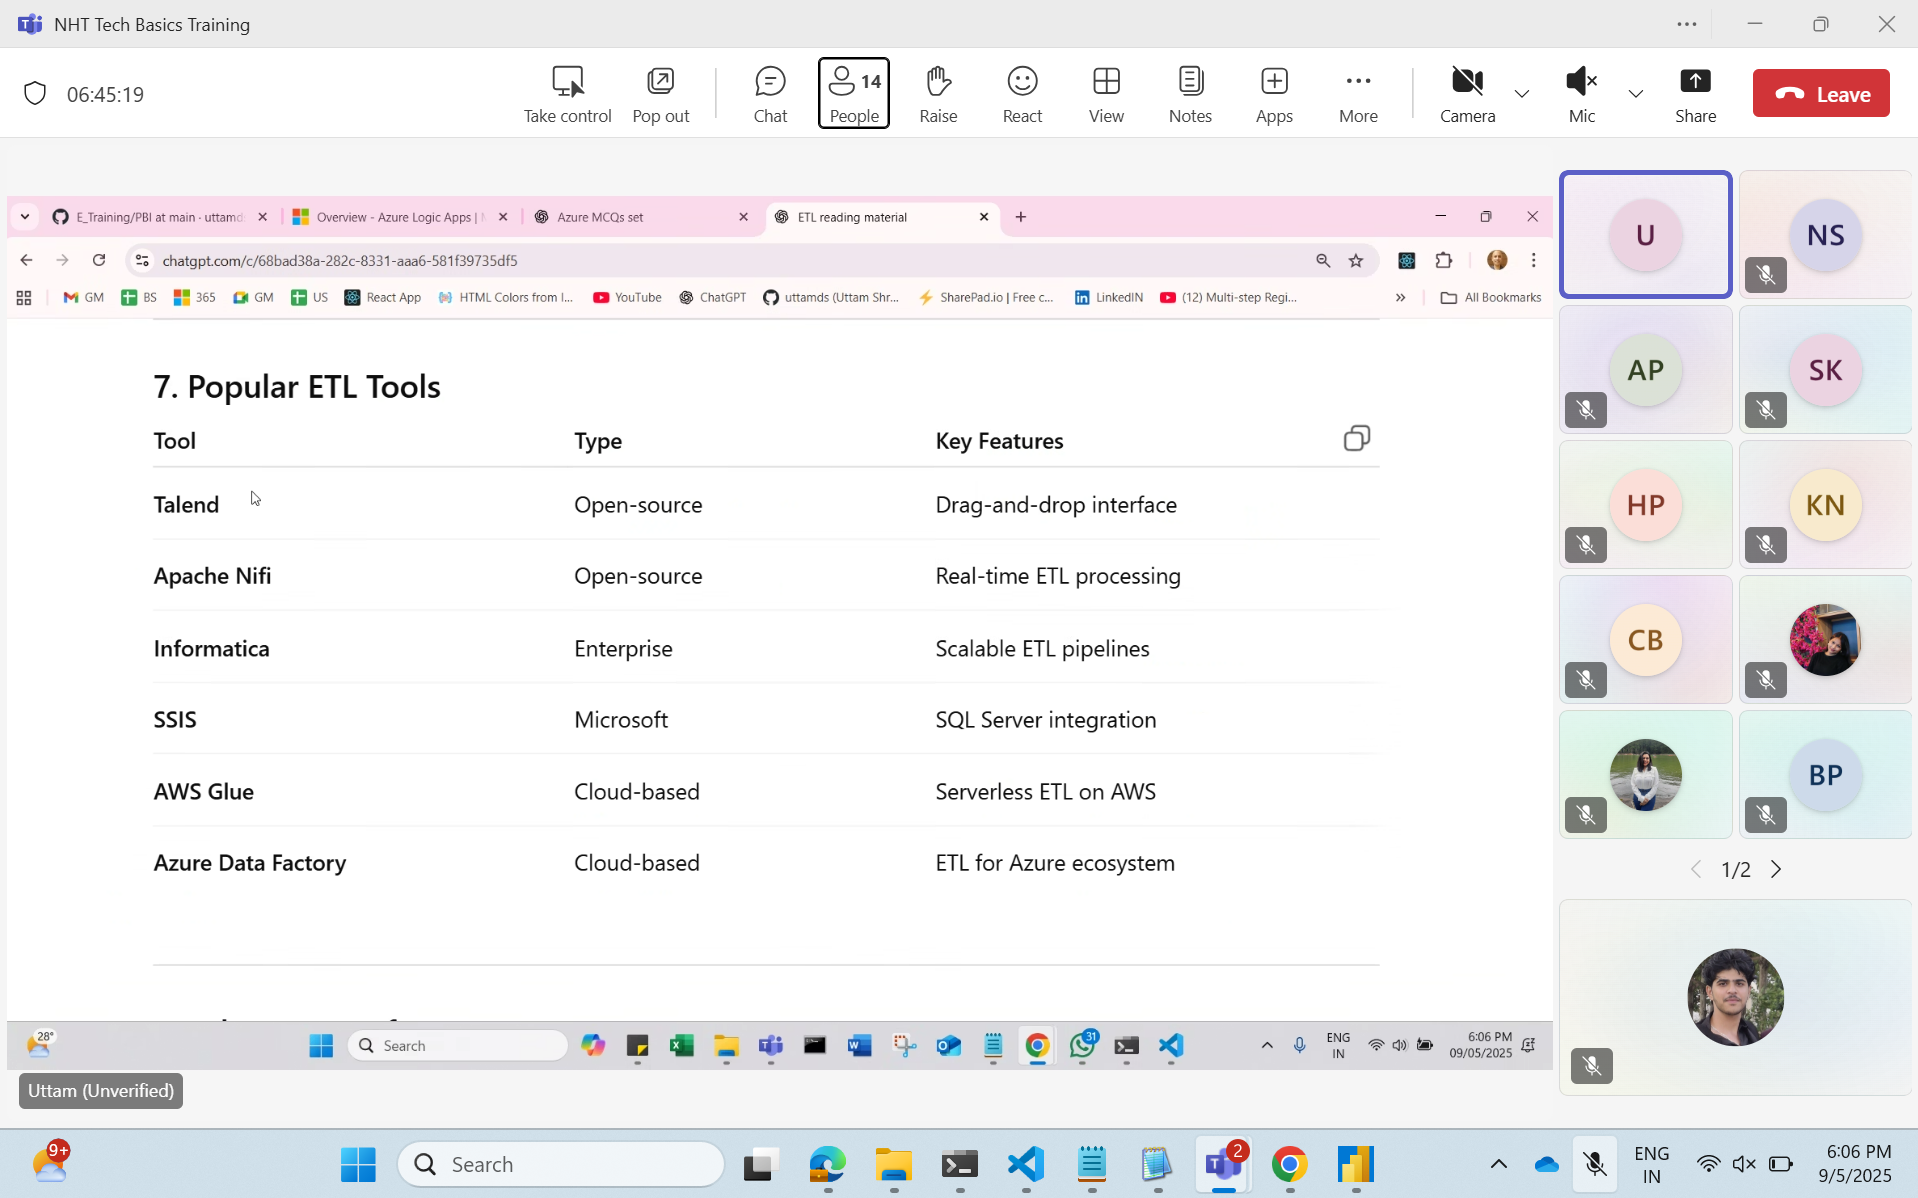 NHT Tech Basics Training
06:45:19
Take control
Pop out
Chat
14
People
Raise
React
View
Notes
Apps
More
Camera
Mic
Share
Leave
E_Training/PBI at main · uttamd
Overview - Azure Logic Apps |
Azure MCQs set
ETL reading material
chatgpt.com/c/68bad38a-282c-8331-aaa6-581f39735df5
GM
BS
365
GM
US
React App
HTML Colors from I...
YouTube
ChatGPT
uttamds (Uttam Shr...
SharePad.io | Free c...
LinkedIN
(12) Multi-step Regi...
»
All Bookmarks
7. Popular ETL Tools
Tool Type Key Features
Talend Open-source Drag-and-drop interface
Apache Nifi Open-source Real-time ETL processing
Informatica Enterprise Scalable ETL pipelines
SSIS Microsoft SQL Server integration
AWS Glue Cloud-based Serverless ETL on AWS
Azure Data Factory Cloud-based ETL for Azure ecosystem
28°
Search
31
ENG
IN
6:06 PM
09/05/2025
Uttam (Unverified)
U
NS
AP
SK
HP
KN
CB
BP
1/2
9+
Search
2
ENG
IN
6:06 PM
9/5/2025